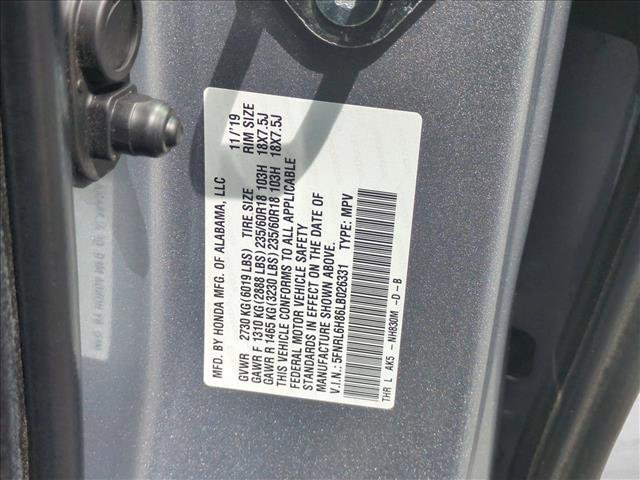 MFD. BY HONDA MFG. OF ALABAMA, LLC 11/'19
GVWR 2730 KG(6019 LBS) TIRE SIZE RIM SIZE
GAWR F 1310 KG(2888 LBS) 235/60R18 103H 18X7.5J
GAWR R 1465 KG(3230 LBS) 235/60R18 103H 18X7.5J
THIS VEHICLE CONFORMS TO ALL APPLICABLE
FEDERAL MOTOR VEHICLE SAFETY
STANDARDS IN EFFECT ON THE DATE OF
MANUFACTURE SHOWN ABOVE.
V.I.N.: 5FNRL6H86LB026331 TYPE: MPV
THR L AK5 - NH830M -D-B